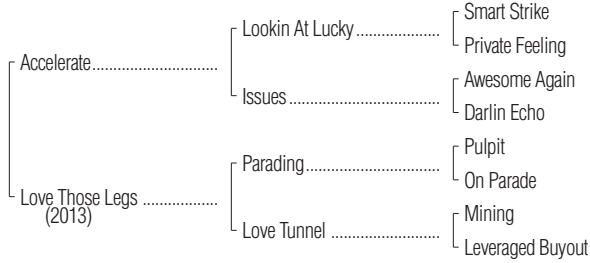 Smart Strike
Lookin At Lucky
Private Feeling
Accelerate
Awesome Again
Issues
Darlin Echo
Pulpit
Parading
On Parade
Love Those Legs
(2013)
Mining
Love Tunnel
Leveraged Buyout